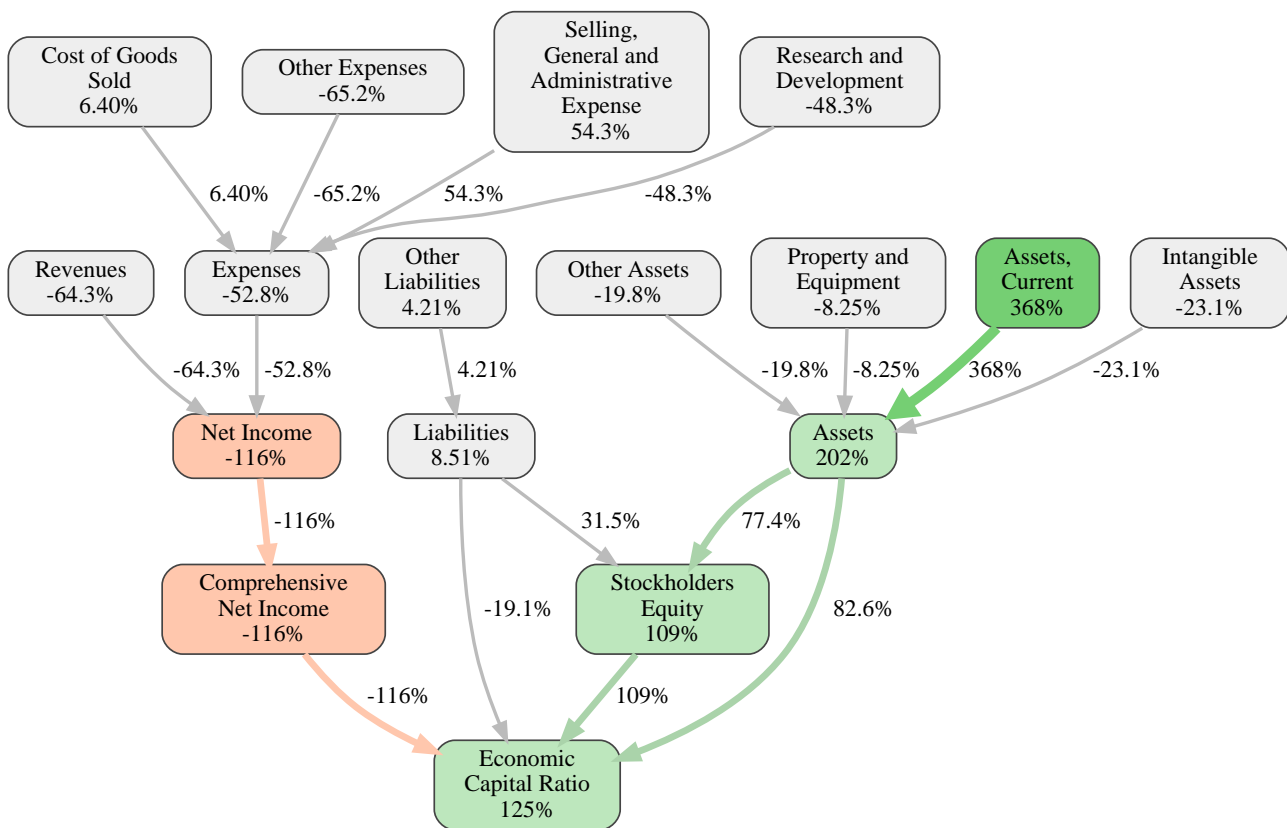 Cost of Goods
Sold
6.40%
Other Expenses
-65.2%
Selling,
General and
Administrative
Expense
54.3%
Research and
Development
-48.3%
6.40%
-65.2%
54.3%
-48.3%
Revenues
-64.3%
Expenses
-52.8%
Other
Liabilities
4.21%
Other Assets
-19.8%
Property and
Equipment
-8.25%
Assets,
Current
368%
Intangible
Assets
-23.1%
-64.3%
-52.8%
4.21%
-19.8%
-8.25%
368%
-23.1%
Net Income
-116%
Liabilities
8.51%
Assets
202%
-116%
31.5%
77.4%
Comprehensive
Net Income
-116%
-19.1%
Stockholders
Equity
109%
82.6%
-116%
109%
Economic
Capital Ratio
125%